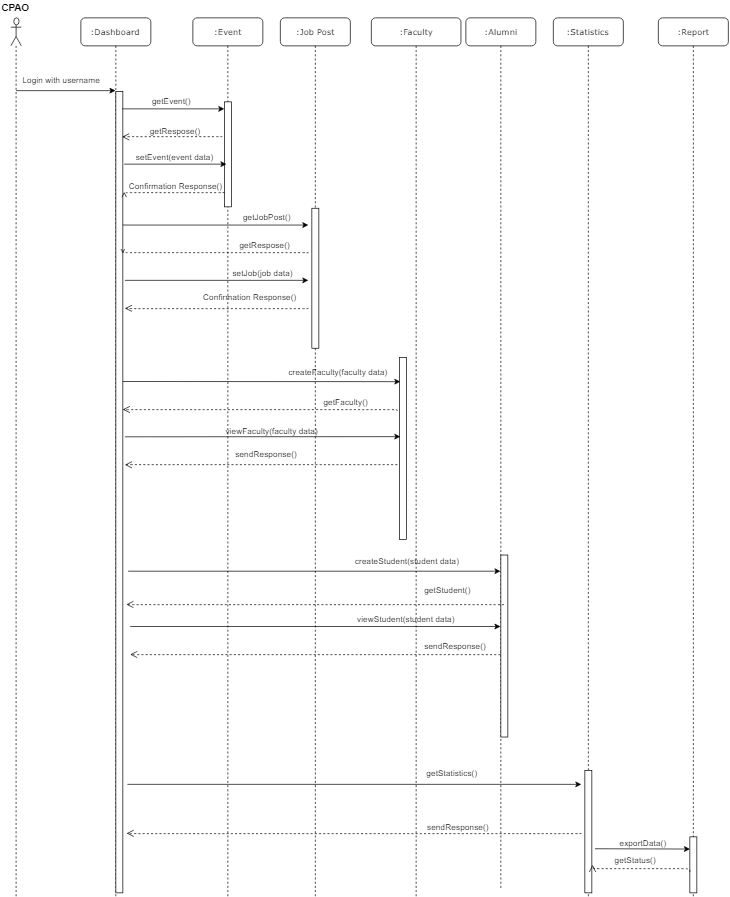 CPAO
:Dashboard
:Event
:Job Post
:Faculty
:Alumni
:Statistics
:Report
Login with username
getEvent()
getRespose()
setEvent(event data)
Confirmation Response()
getJobPost()
getRespose()
setJob(job data)
Confirmation Response()
createFaculty(faculty data)
getFaculty()
viewFaculty(faculty data)
sendResponse()
createStudent(student data)
getStudent()
viewStudent(student data)
sendResponse()
getStatistics()
sendResponse()
exportData()
getStatus()